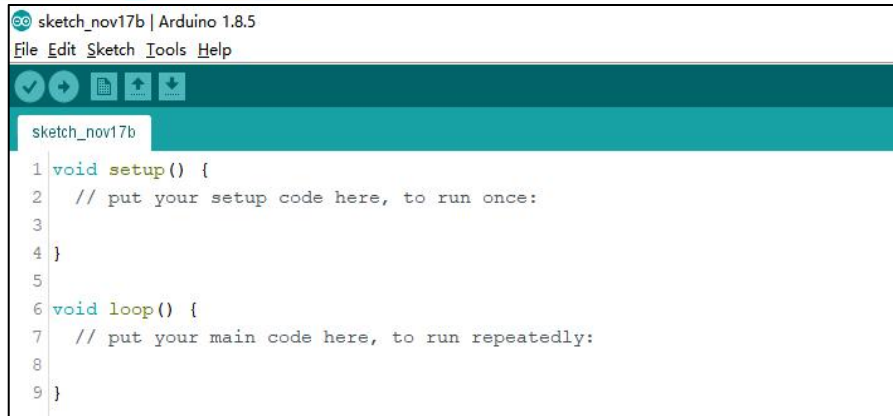 sketch_nov17b | Arduino 1.8.5
File Edit Sketch Tools Help
sketch_nov17b
1 void setup() {
2   // put your setup code here, to run once:
3
4 }
5
6 void loop() {
7   // put your main code here, to run repeatedly:
8
9 }